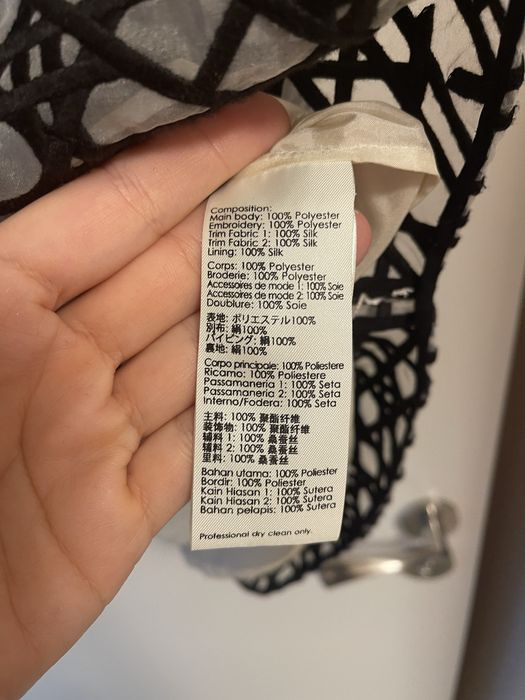 Composition:
Main body: 100% Polyester
Embroidery: 100% Polyester
Trim Fabric 1: 100% Silk
Trim Fabric 2: 100% Silk
Lining: 100% Silk
Corps: 100% Polyester
Broderie: 100% Polyester
Accessoires de mode 1: 100% Soie
Accessoires de mode 2: 100% Soie
Doublure: 100% Soie
表地: ポリエステル100%
別布: 絹100%
パイピング: 絹100%
裏地: 絹100%
Corpo principale: 100% Poliestere
Ricamo: 100% Poliestere
Passamaneria 1: 100% Seta
Passamaneria 2: 100% Seta
Interno/Fodera: 100% Seta
主料: 100% 聚酯纤维
装饰物: 100% 聚酯纤维
辅料 1: 100% 桑蚕丝
辅料 2: 100% 桑蚕丝
里料: 100% 桑蚕丝
Bahan utama: 100% Poliester
Bordir: 100% Poliester
Kain Hiasan 1: 100% Sutera
Kain Hiasan 2: 100% Sutera
Bahan pelapis: 100% Sutera
Professional dry clean only.